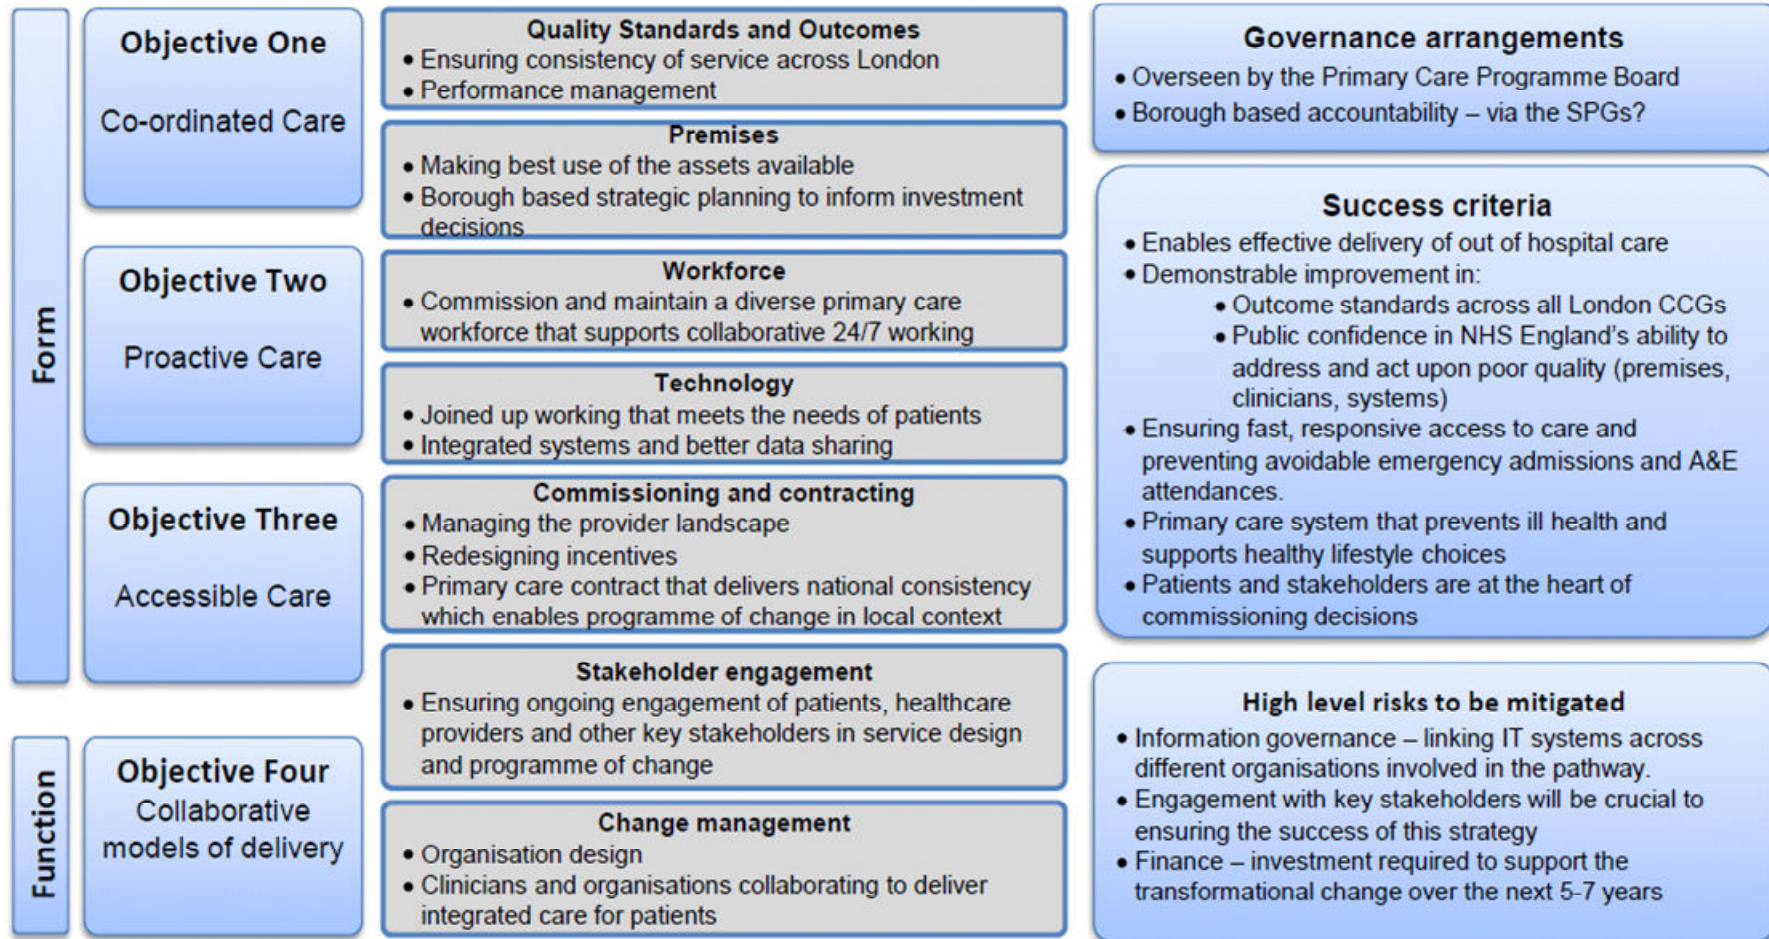 Form
Objective One
Co-ordinated Care
Objective Two
Proactive Care
Objective Three
Accessible Care
Function
Objective Four
Collaborative
models of delivery
Quality Standards and Outcomes
• Ensuring consistency of service across London
• Performance management
Premises
• Making best use of the assets available
• Borough based strategic planning to inform investment
decisions
Workforce
• Commission and maintain a diverse primary care
workforce that supports collaborative 24/7 working
Technology
• Joined up working that meets the needs of patients
• Integrated systems and better data sharing
Commissioning and contracting
• Managing the provider landscape
• Redesigning incentives
• Primary care contract that delivers national consistency
which enables programme of change in local context
Stakeholder engagement
• Ensuring ongoing engagement of patients, healthcare
providers and other key stakeholders in service design
and programme of change
Change management
• Organisation design
• Clinicians and organisations collaborating to deliver
integrated care for patients
Governance arrangements
• Overseen by the Primary Care Programme Board
• Borough based accountability – via the SPGs?
Success criteria
• Enables effective delivery of out of hospital care
• Demonstrable improvement in:
• Outcome standards across all London CCGs
• Public confidence in NHS England’s ability to
address and act upon poor quality (premises,
clinicians, systems)
• Ensuring fast, responsive access to care and
preventing avoidable emergency admissions and A&E
attendances.
• Primary care system that prevents ill health and
supports healthy lifestyle choices
• Patients and stakeholders are at the heart of
commissioning decisions
High level risks to be mitigated
• Information governance – linking IT systems across
different organisations involved in the pathway.
• Engagement with key stakeholders will be crucial to
ensuring the success of this strategy
• Finance – investment required to support the
transformational change over the next 5-7 years